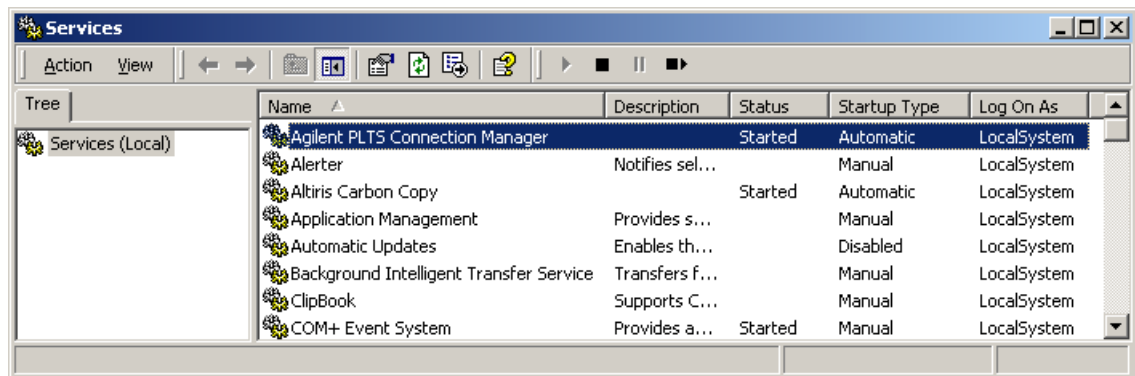 Services
Action View
Tree
Services (Local)
Name Description Status Startup Type Log On As
Agilent PLTS Connection Manager Started Automatic LocalSystem
Alerter Notifies sel... Manual LocalSystem
Altiris Carbon Copy Started Automatic LocalSystem
Application Management Provides s... Manual LocalSystem
Automatic Updates Enables th... Disabled LocalSystem
Background Intelligent Transfer Service Transfers f... Manual LocalSystem
ClipBook Supports C... Manual LocalSystem
COM+ Event System Provides a... Started Manual LocalSystem